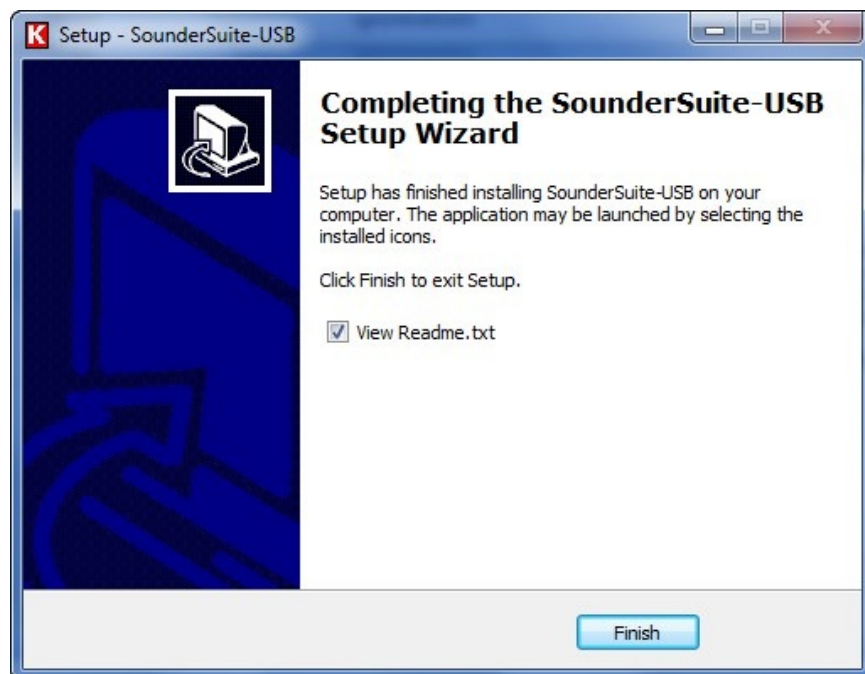 K Setup - SounderSuite-USB
Completing the SounderSuite-USB
Setup Wizard
Setup has finished installing SounderSuite-USB on your
computer. The application may be launched by selecting the
installed icons.
Click Finish to exit Setup.
View Readme.txt
Finish